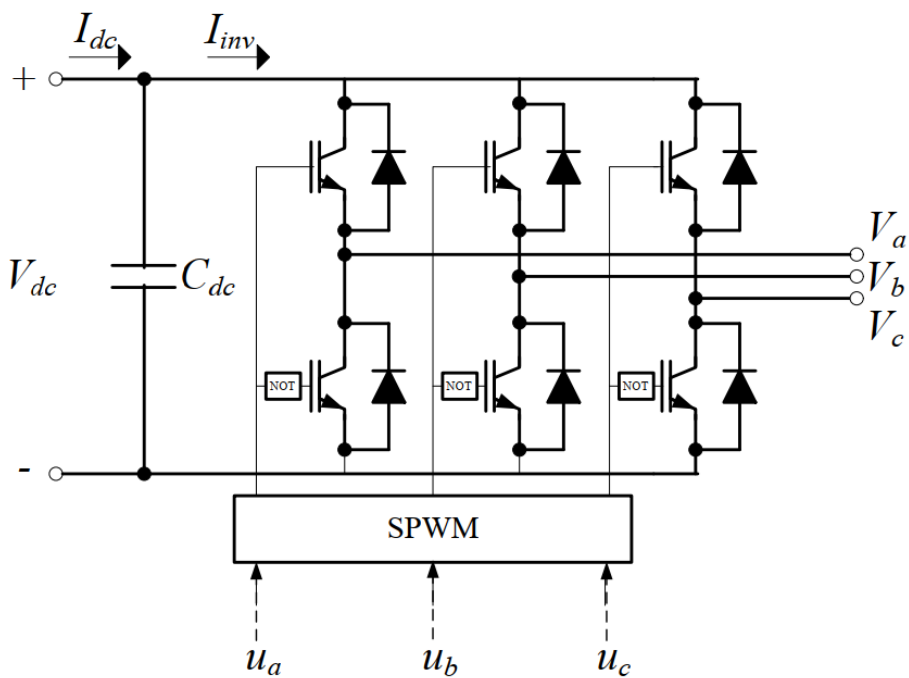 I_dc I_inv
+
V_a
V_dc C_dc V_b
V_c
NOT NOT NOT
-
SPWM
u_a u_b u_c